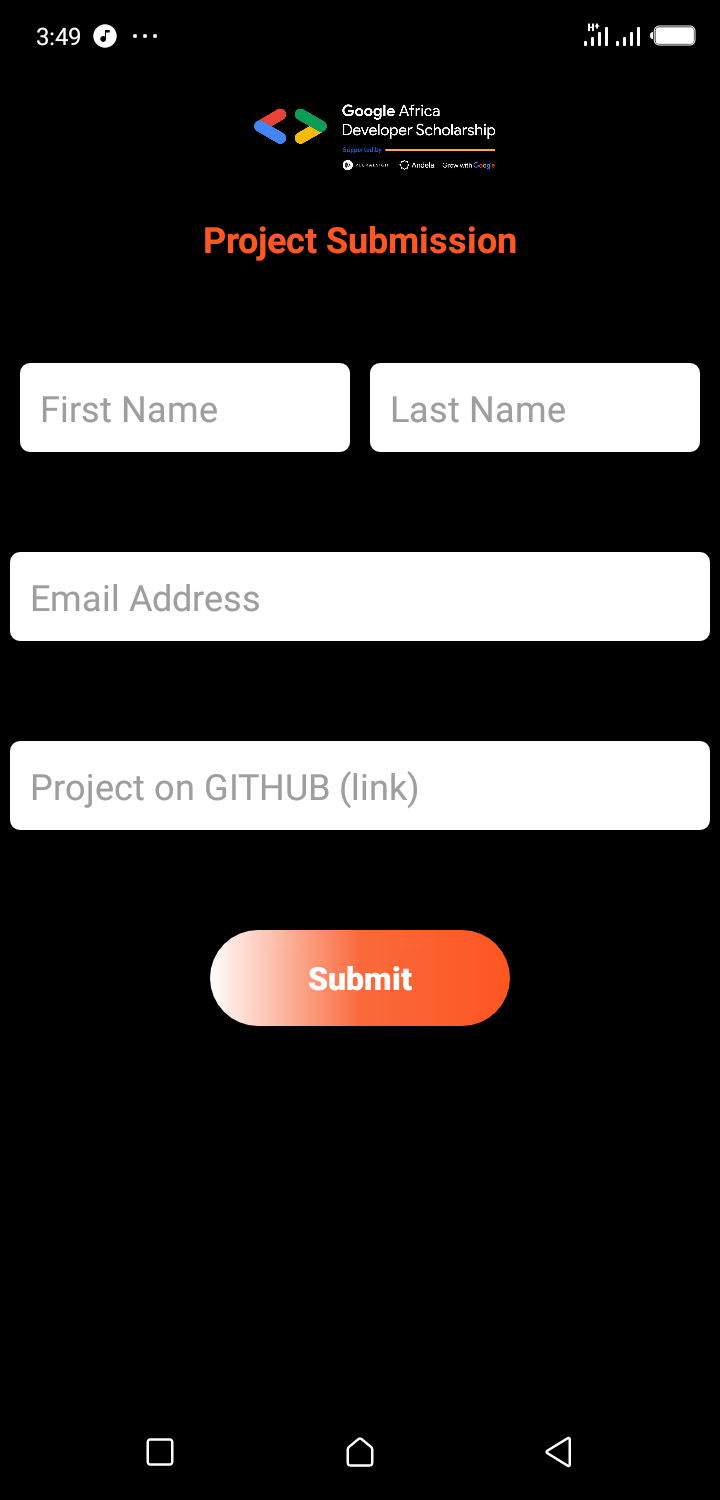 3:49
H+
Google Africa
Developer Scholarship
Supported by
PLURALSIGHT Andela Grow with Google
Project Submission
First Name Last Name
Email Address
Project on GITHUB (link)
Submit